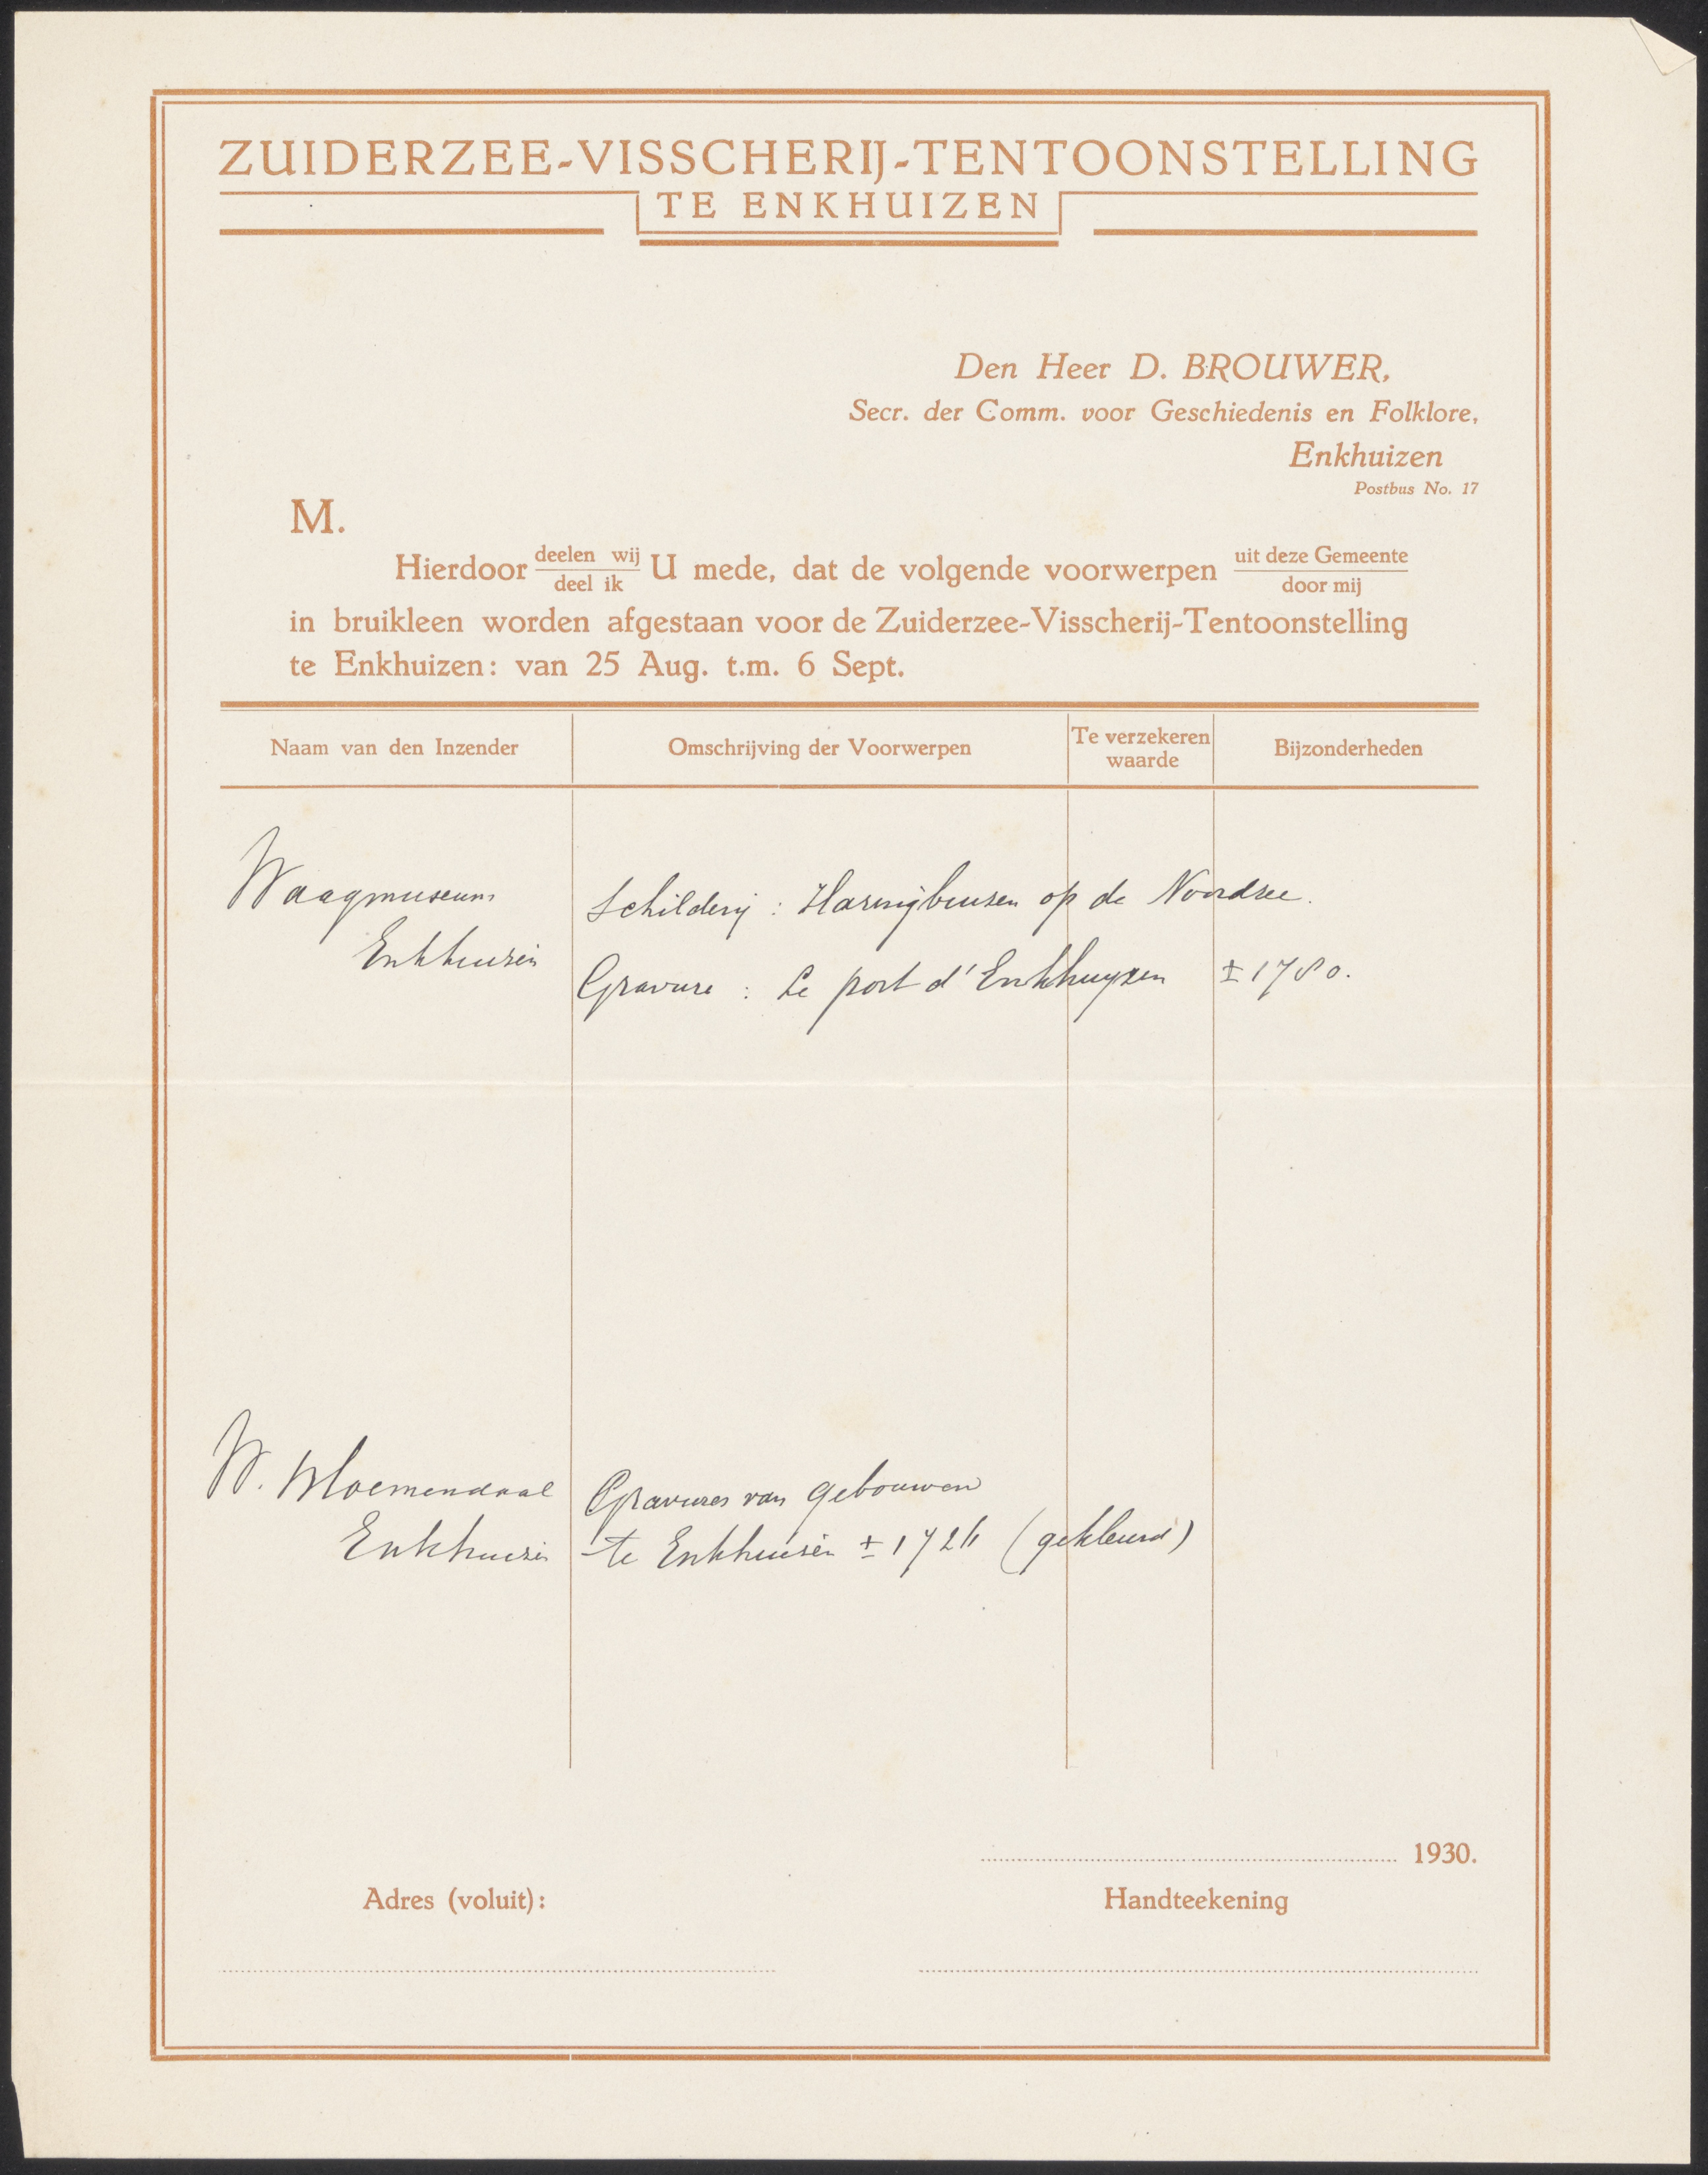 ZUIDERZEE-VISSCHERIJ-TENTOONSTELLING
TE ENKHUIZEN
Den Heer D. BROUWER,
Secr. der Comm. voor Geschiedenis en Folklore,
Enkhuizen
Postbus No. 17
M.
Hierdoor deelen wij / deel ik U mede, dat de volgende voorwerpen uit deze Gemeente / door mij
in bruikleen worden afgestaan voor de Zuiderzee-Visscherij-Tentoonstelling
te Enkhuizen: van 25 Aug. t.m. 6 Sept.
Naam van den Inzender Omschrijving der Voorwerpen Te verzekeren waarde Bijzonderheden
Waagmuseum Schilderij : Haringbuizen op de Noordzee.
Enkhuizen Gravure : Le port d'Enkhuyzen ± 1780.
W. Bloemendaal Gravures van gebouwen
Enkhuizen te Enkhuizen ± (gekleurd)
1930.
Adres (voluit): Handteekening